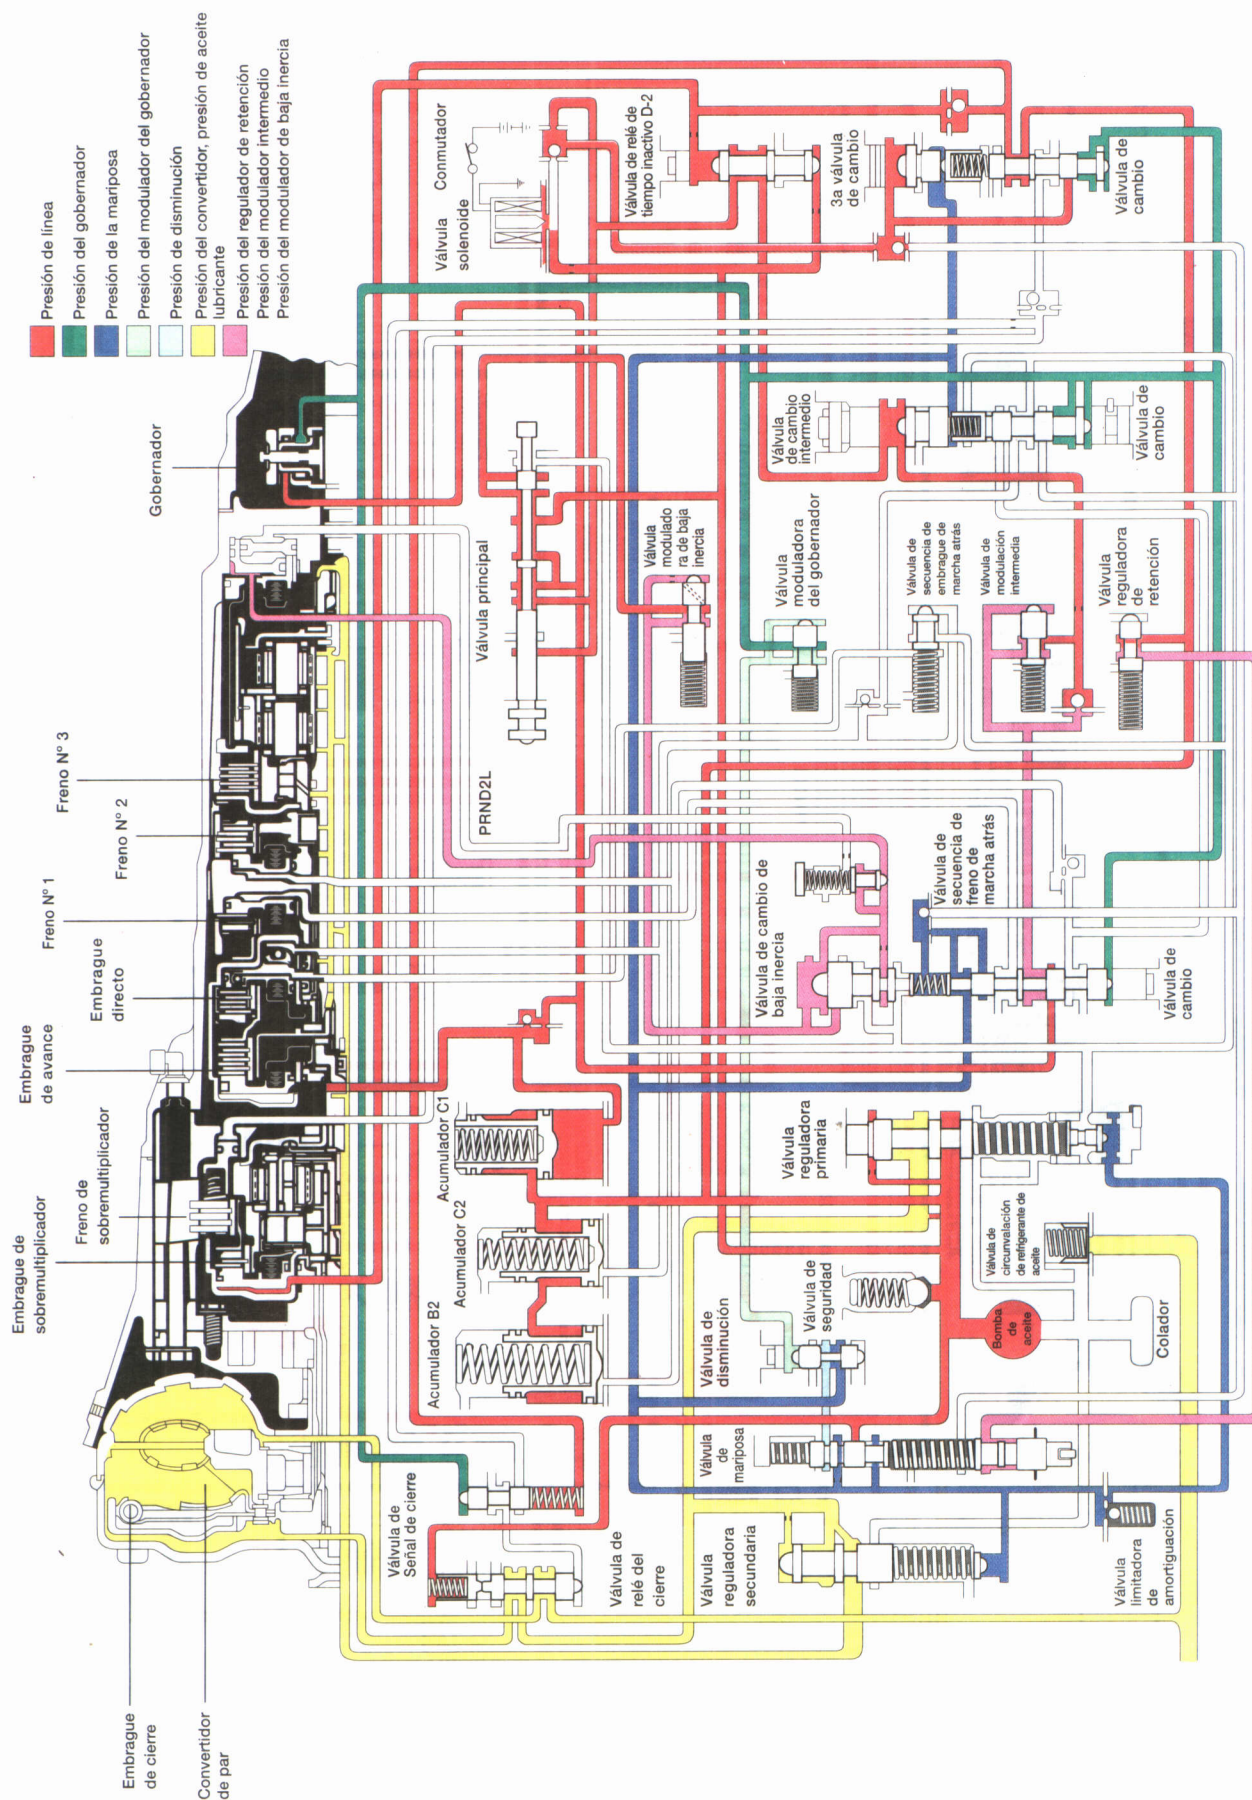 Presión de línea
Presión del gobernador
Presión de la mariposa
Presión del modulador del gobernador
Presión de disminución
Presión del convertidor, presión de aceite
lubricante
Presión del regulador de retención
Presión del modulador intermedio
Presión del modulador de baja inercia
Embrague
de cierre
Convertidor
de par
Embrague de
sobremultiplicador
Freno de
sobremultiplicador
Embrague
de avance
Embrague
directo
Freno Nº 1
Freno Nº 2
Freno Nº 3
Gobernador
Válvula de
Señal de cierre
Acumulador B2
Acumulador C2
Acumulador C1
PRND2L
Válvula principal
Válvula
solenoide
Conmutador
Válvula de
relé del
cierre
Válvula
modulado
ra de baja
inercia
Válvula de relé de
tiempo inactivo D-2
Válvula
reguladora
secundaria
Válvula
de
mariposa
Válvula de
disminución
Válvula de
seguridad
Válvula
reguladora
primaria
Válvula de cambio de
baja inercia
Válvula
moduladora
del gobernador
Válvula
de cambio
intermedio
3a válvula
de cambio
Válvula de
secuencia de
freno de
marcha atrás
Válvula de
secuencia de
embrague de
marcha atrás
Válvula de
modulación
intermedia
Válvula
reguladora
de
retención
Válvula de
circunvalación
de refrigerante de
aceite
Bomba
de
aceite
Colador
Válvula
limitadora
de
amortiguación
Válvula de
cambio
Válvula de
cambio
Válvula de
cambio